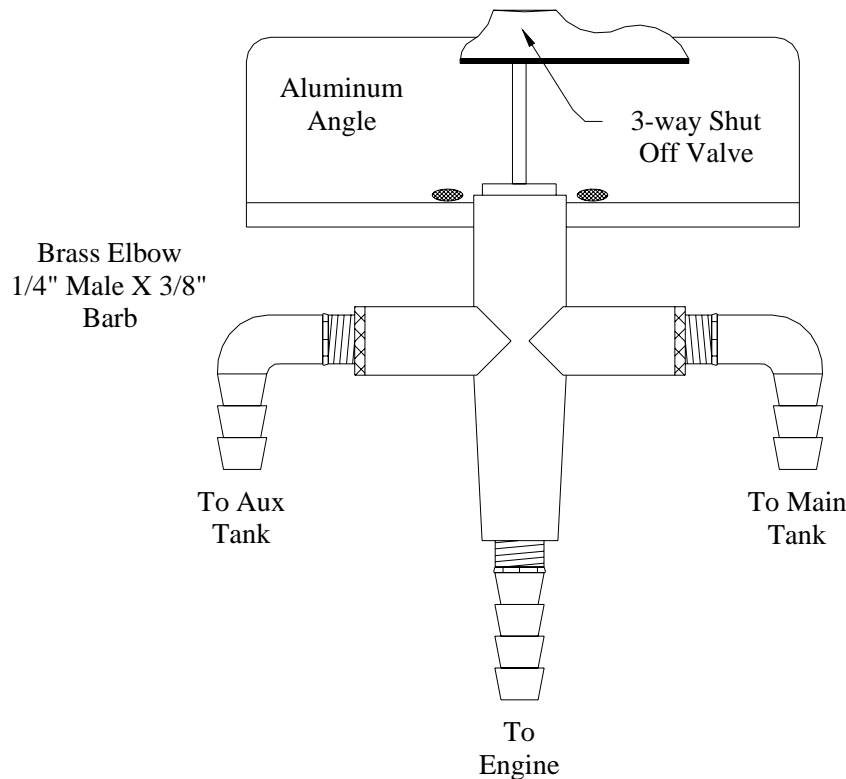 Aluminum
Angle
3-way Shut
Off Valve
Brass Elbow
1/4" Male X 3/8"
Barb
To Aux
Tank
To Main
Tank
To
Engine